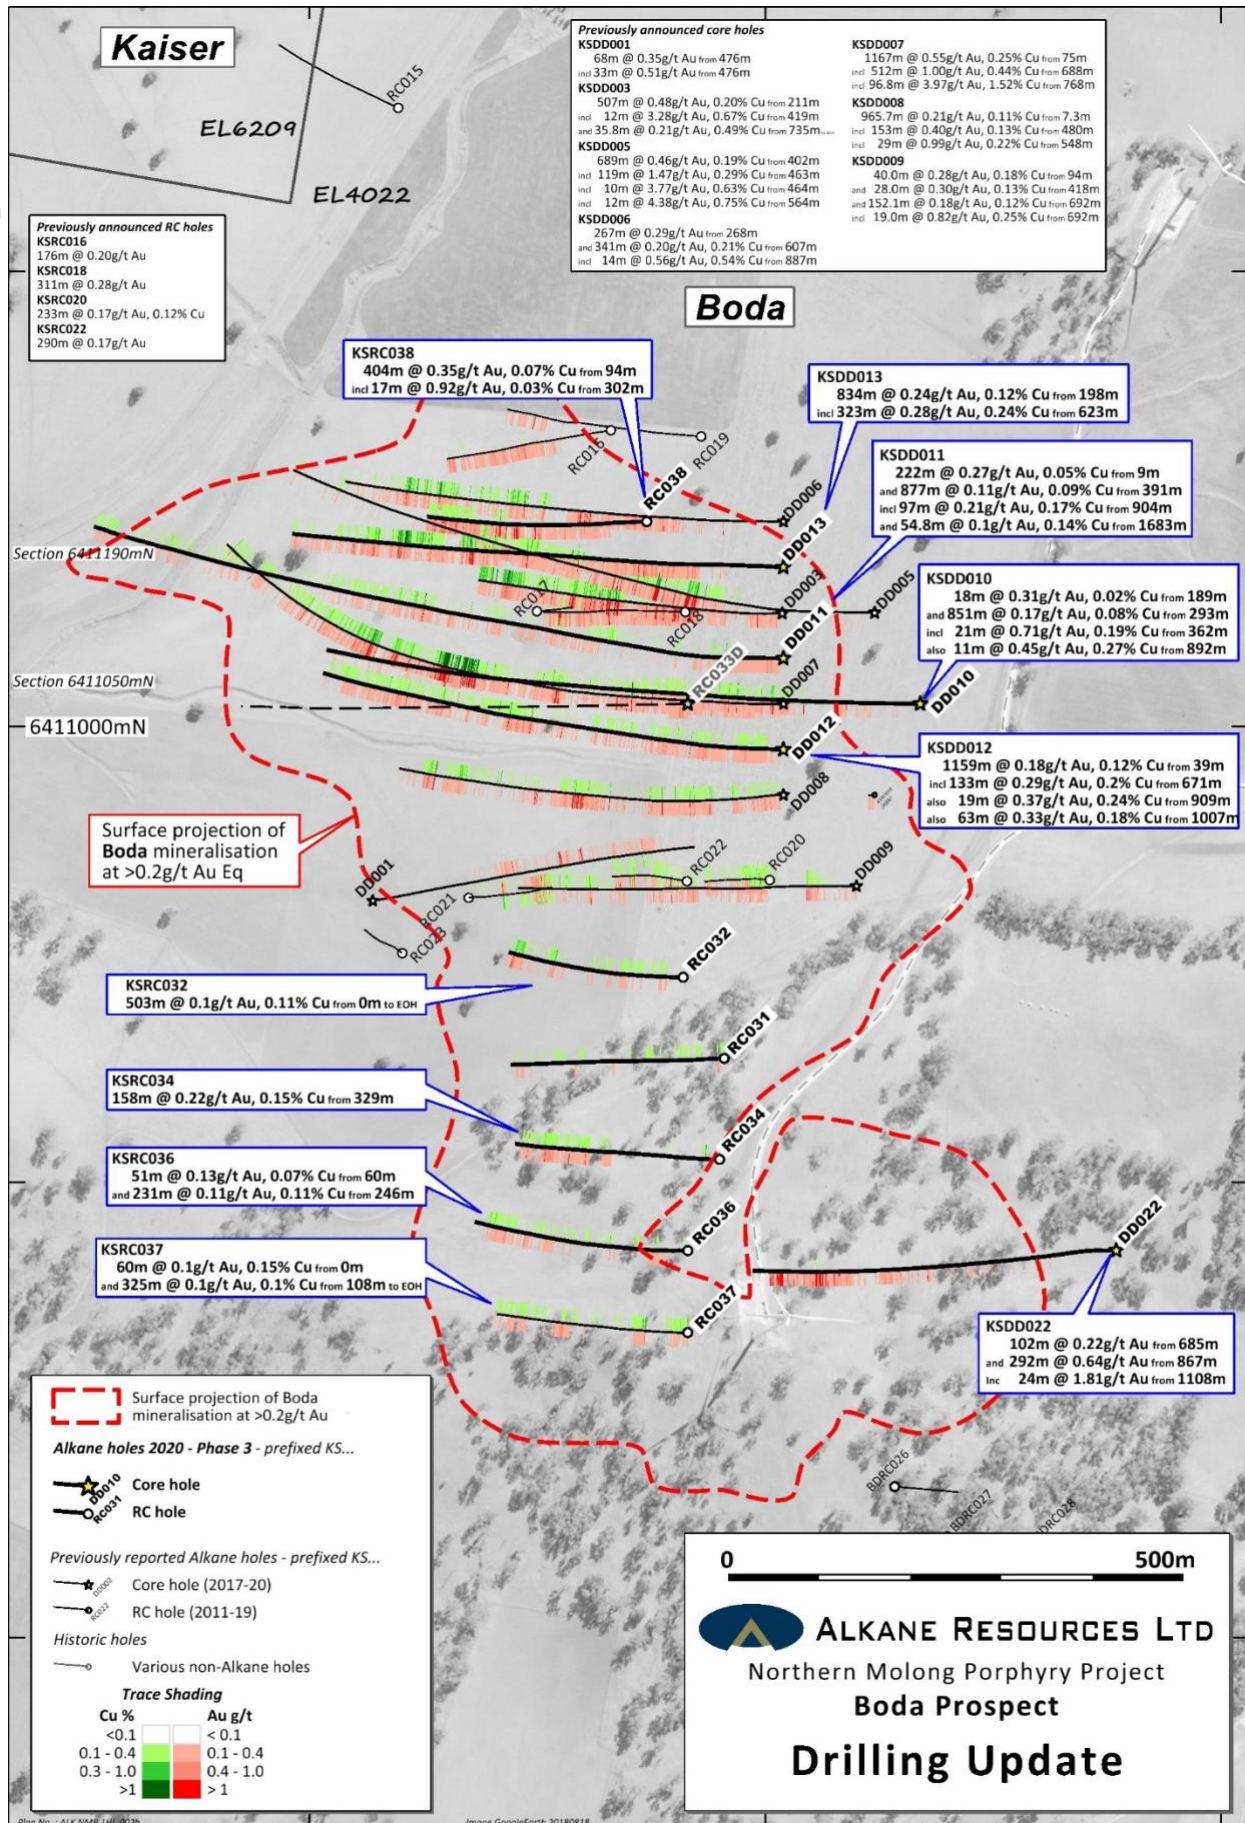 Kaiser
RC015
EL6209
EL4022
Previously announced core holes
KSDD001
68m @ 0.35g/t Au from 476m
incl 33m @ 0.51g/t Au from 476m
KSDD003
507m @ 0.48g/t Au, 0.20% Cu from 211m
incl 12m @ 3.28g/t Au, 0.67% Cu from 419m
and 35.8m @ 0.21g/t Au, 0.49% Cu from 735m
KSDD005
689m @ 0.46g/t Au, 0.19% Cu from 402m
incl 119m @ 1.47g/t Au, 0.29% Cu from 463m
incl 10m @ 3.77g/t Au, 0.63% Cu from 464m
incl 12m @ 4.38g/t Au, 0.75% Cu from 564m
KSDD006
267m @ 0.29g/t Au from 268m
and 341m @ 0.20g/t Au, 0.21% Cu from 607m
incl 14m @ 0.56g/t Au, 0.54% Cu from 887m
KSDD007
1167m @ 0.55g/t Au, 0.25% Cu from 75m
incl 512m @ 1.00g/t Au, 0.44% Cu from 688m
incl 96.8m @ 3.97g/t Au, 1.52% Cu from 768m
KSDD008
965.7m @ 0.21g/t Au, 0.11% Cu from 7.3m
incl 153m @ 0.40g/t Au, 0.13% Cu from 480m
incl 29m @ 0.99g/t Au, 0.22% Cu from 548m
KSDD009
40.0m @ 0.28g/t Au, 0.18% Cu from 94m
and 28.0m @ 0.30g/t Au, 0.13% Cu from 418m
and 152.1m @ 0.18g/t Au, 0.12% Cu from 692m
incl 19.0m @ 0.82g/t Au, 0.25% Cu from 692m
Previously announced RC holes
KSRC016
176m @ 0.20g/t Au
KSRC018
311m @ 0.28g/t Au
KSRC020
233m @ 0.17g/t Au, 0.12% Cu
KSRC022
290m @ 0.17g/t Au
Boda
KSRC038
404m @ 0.35g/t Au, 0.07% Cu from 94m
incl 17m @ 0.92g/t Au, 0.03% Cu from 302m
KSDD013
834m @ 0.24g/t Au, 0.12% Cu from 198m
incl 323m @ 0.28g/t Au, 0.24% Cu from 623m
KSDD011
222m @ 0.27g/t Au, 0.05% Cu from 9m
and 877m @ 0.11g/t Au, 0.09% Cu from 391m
incl 97m @ 0.21g/t Au, 0.17% Cu from 904m
and 54.8m @ 0.1g/t Au, 0.14% Cu from 1683m
RC016
RC019
RC038
DD006
DD013
Section 6411190mN
RC017
RC018
DD003
DD005
DD011
KSDD010
18m @ 0.31g/t Au, 0.02% Cu from 189m
and 851m @ 0.17g/t Au, 0.08% Cu from 293m
incl 21m @ 0.71g/t Au, 0.19% Cu from 362m
also 11m @ 0.45g/t Au, 0.27% Cu from 892m
Section 6411050mN
RC033D
DD007
DD010
6411000mN
DD012
KSDD012
1159m @ 0.18g/t Au, 0.12% Cu from 39m
incl 133m @ 0.29g/t Au, 0.2% Cu from 671m
also 19m @ 0.37g/t Au, 0.24% Cu from 909m
also 63m @ 0.33g/t Au, 0.18% Cu from 1007m
DD008
Surface projection of
Boda mineralisation
at >0.2g/t Au Eq
DD001
RC021
RC022
RC020
DD009
RC023
RC032
KSRC032
503m @ 0.1g/t Au, 0.11% Cu from 0m to EOH
RC031
KSRC034
158m @ 0.22g/t Au, 0.15% Cu from 329m
RC034
KSRC036
51m @ 0.13g/t Au, 0.07% Cu from 60m
and 231m @ 0.11g/t Au, 0.11% Cu from 246m
RC036
DD022
KSRC037
60m @ 0.1g/t Au, 0.15% Cu from 0m
and 325m @ 0.1g/t Au, 0.1% Cu from 108m to EOH
RC037
KSDD022
102m @ 0.22g/t Au from 685m
and 292m @ 0.64g/t Au from 867m
Inc 24m @ 1.81g/t Au from 1108m
Surface projection of Boda
mineralisation at >0.2g/t Au
Alkane holes 2020 - Phase 3 - prefixed KS...
DD010
Core hole
RC031
RC hole
Previously reported Alkane holes - prefixed KS...
DD002
Core hole (2017-20)
RC022
RC hole (2011-19)
Historic holes
Various non-Alkane holes
Trace Shading
Cu % Au g/t
<0.1 < 0.1
0.1 - 0.4 0.1 - 0.4
0.3 - 1.0 0.4 - 1.0
>1 > 1
BDRC026
BDRC027
BDRC028
0 500m
ALKANE RESOURCES LTD
Northern Molong Porphyry Project
Boda Prospect
Drilling Update
Image GoogleEarth 20180818